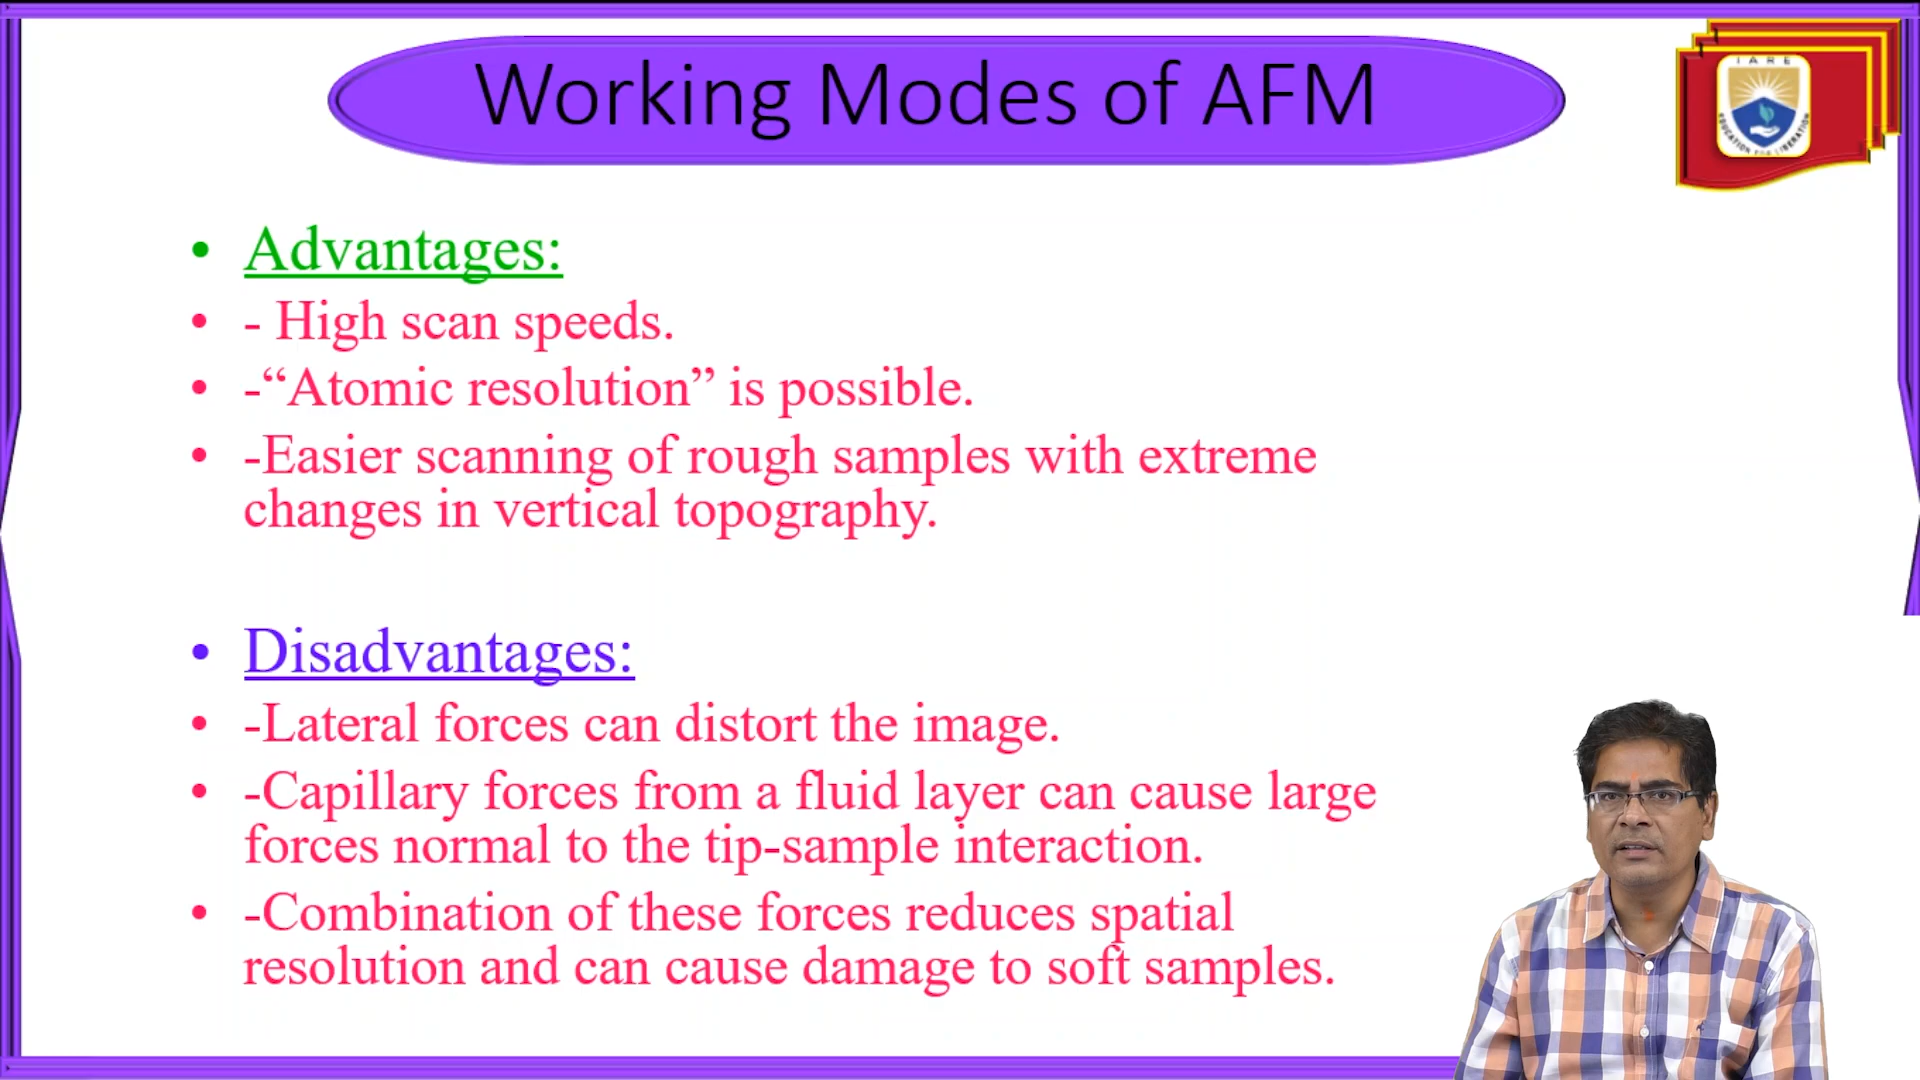 Working Modes of AFM
I A R E
EDUCATION FOR LIBERATION
• Advantages:
• - High scan speeds.
• -“Atomic resolution” is possible.
• -Easier scanning of rough samples with extreme
changes in vertical topography.
• Disadvantages:
• -Lateral forces can distort the image.
• -Capillary forces from a fluid layer can cause large
forces normal to the tip-sample interaction.
• -Combination of these forces reduces spatial
resolution and can cause damage to soft samples.